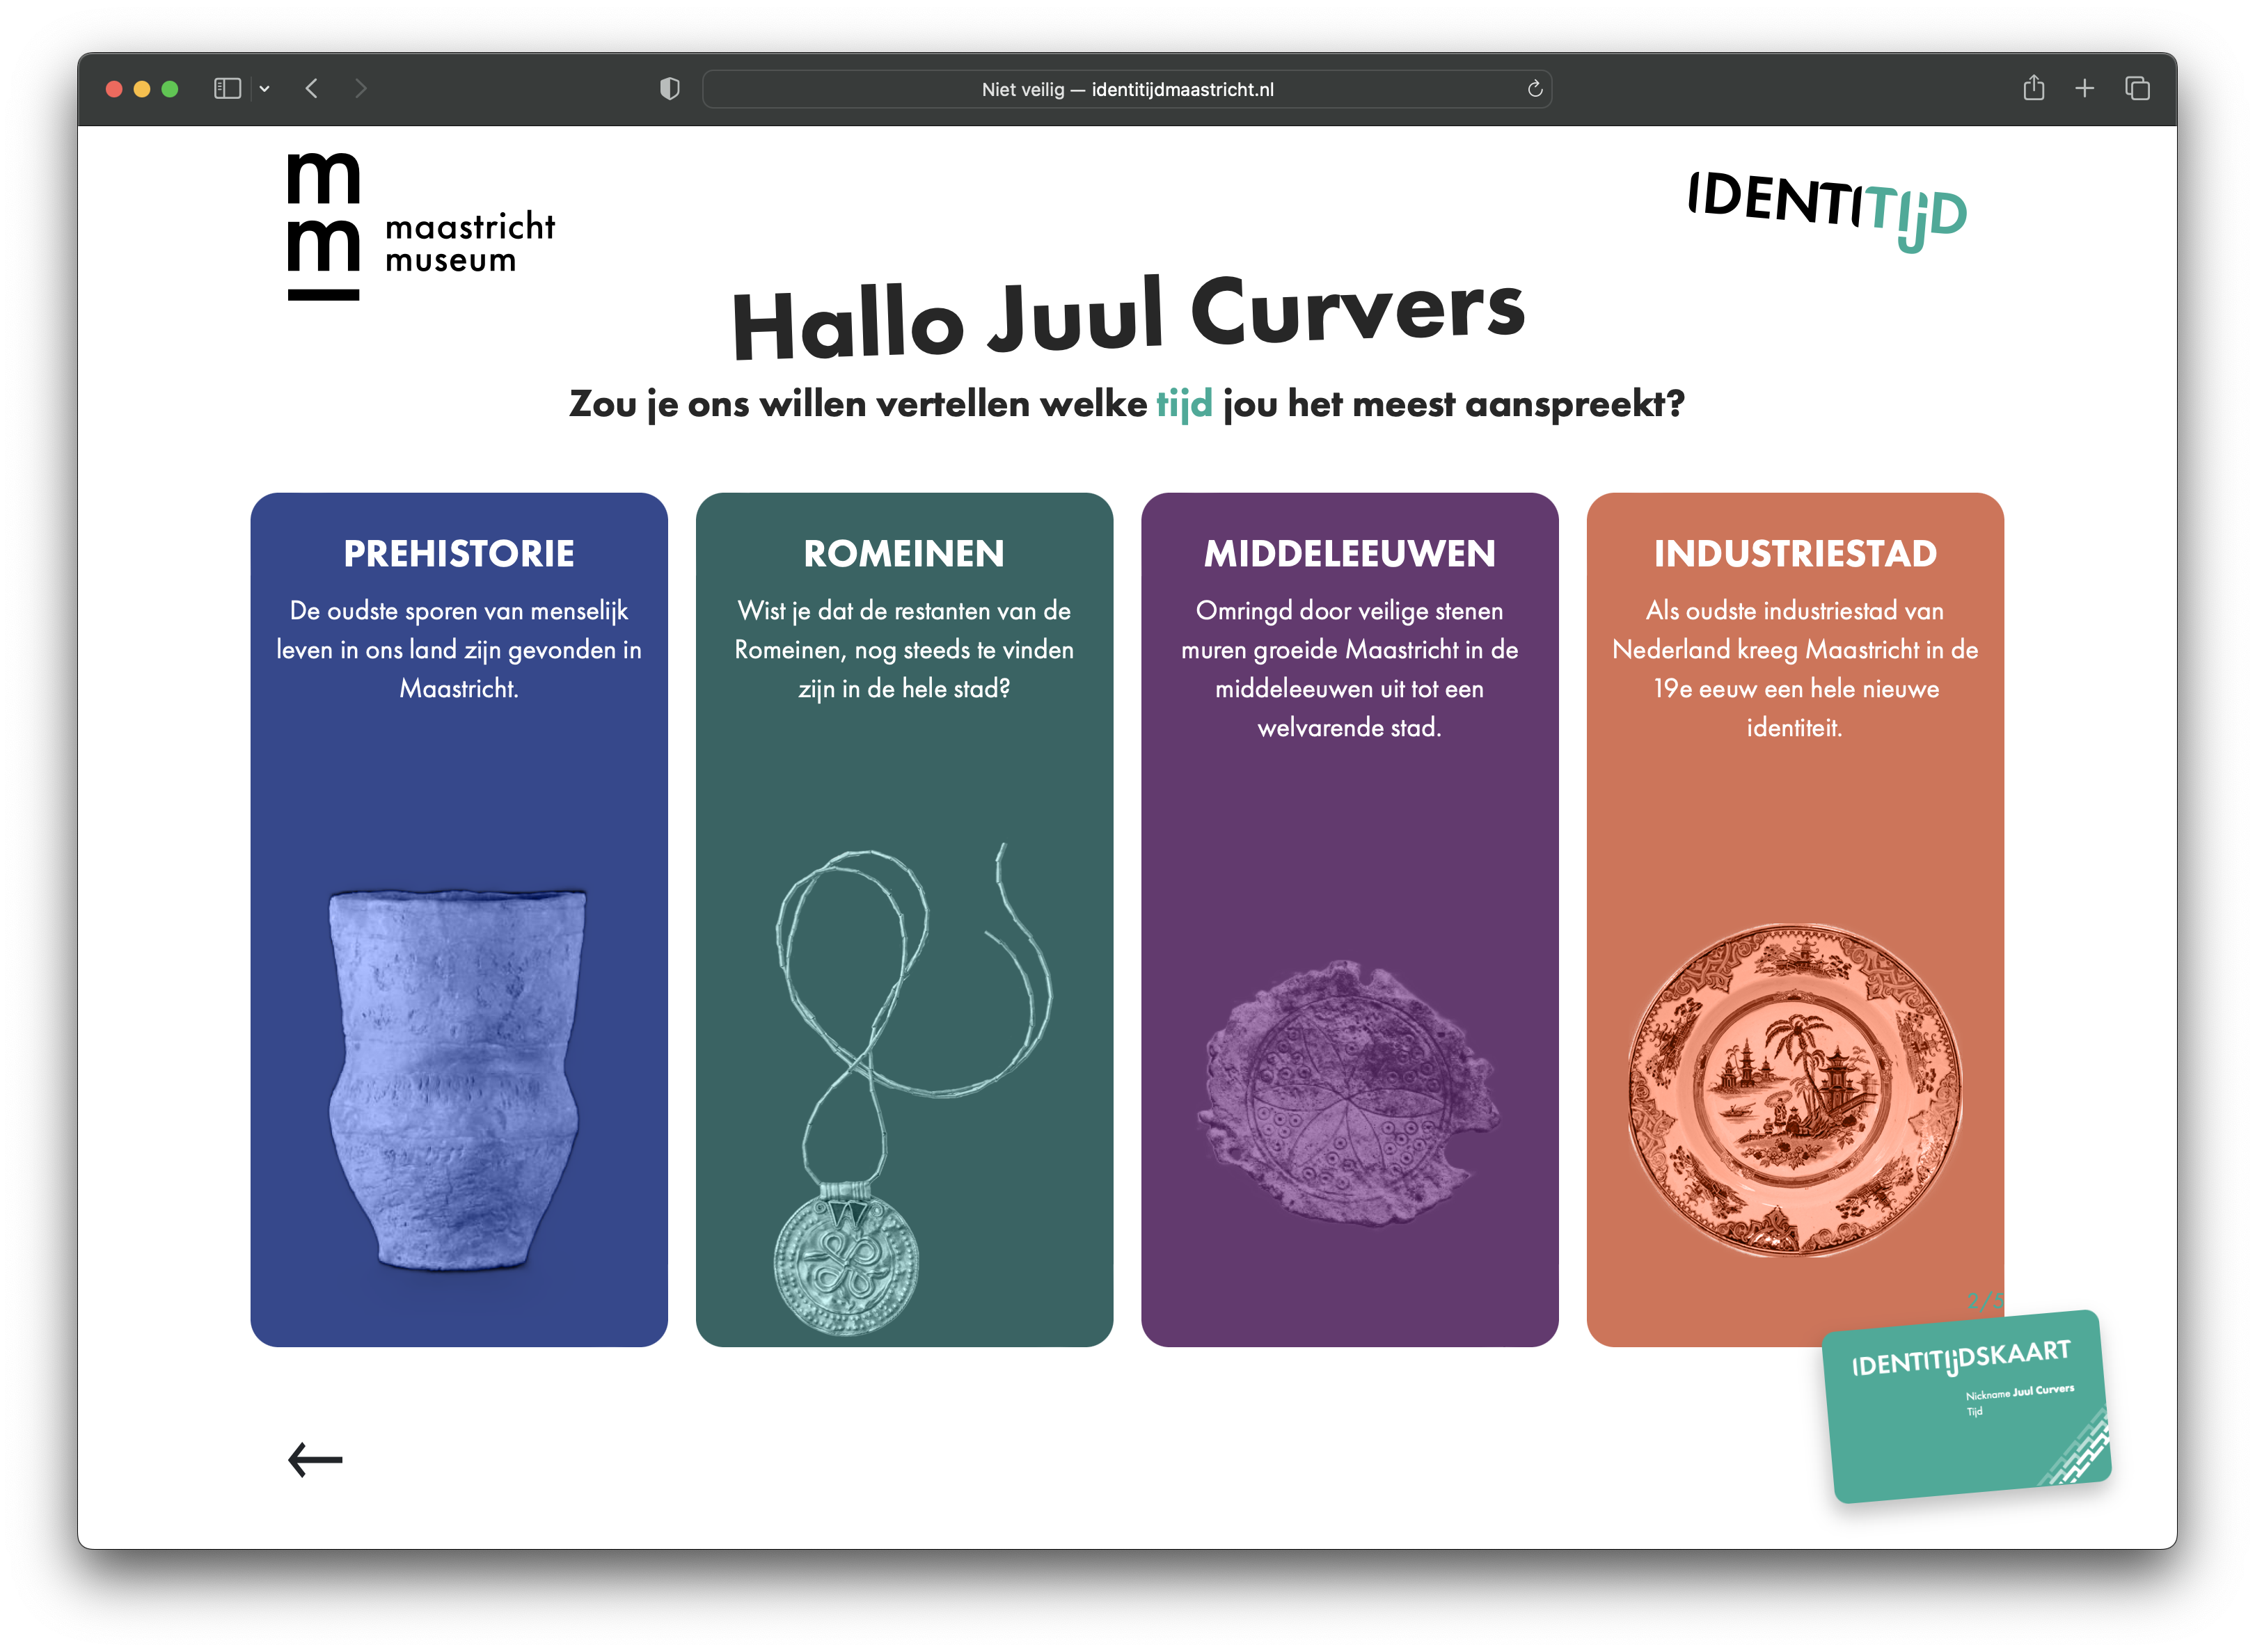 Niet veilig — identitijdmaastricht.nl
mm
maastricht
museum
IDENTITIJD
Hallo Juul Curvers
Zou je ons willen vertellen welke tijd jou het meest aanspreekt?
PREHISTORIE
De oudste sporen van menselijk
leven in ons land zijn gevonden in
Maastricht.
ROMEINEN
Wist je dat de restanten van de
Romeinen, nog steeds te vinden
zijn in de hele stad?
MIDDELEEUWEN
Omringd door veilige stenen
muren groeide Maastricht in de
middeleeuwen uit tot een
welvarende stad.
INDUSTRIESTAD
Als oudste industriestad van
Nederland kreeg Maastricht in de
19e eeuw een hele nieuwe
identiteit.
2/5
IDENTITIJDSKAART
Nickname Juul Curvers
Tijd